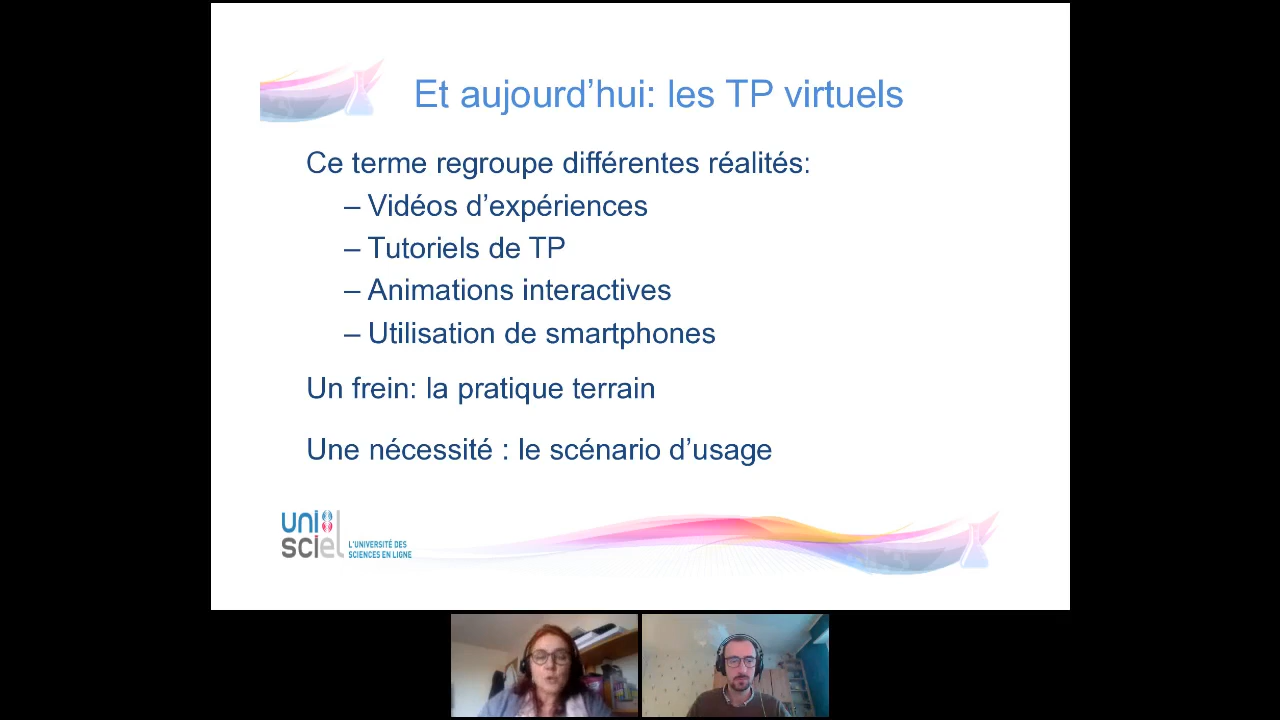 Et aujourd’hui: les TP virtuels
Ce terme regroupe différentes réalités:
– Vidéos d’expériences
– Tutoriels de TP
– Animations interactives
– Utilisation de smartphones
Un frein: la pratique terrain
Une nécessité : le scénario d’usage
uni
sciel
L'UNIVERSITÉ DES
SCIENCES EN LIGNE